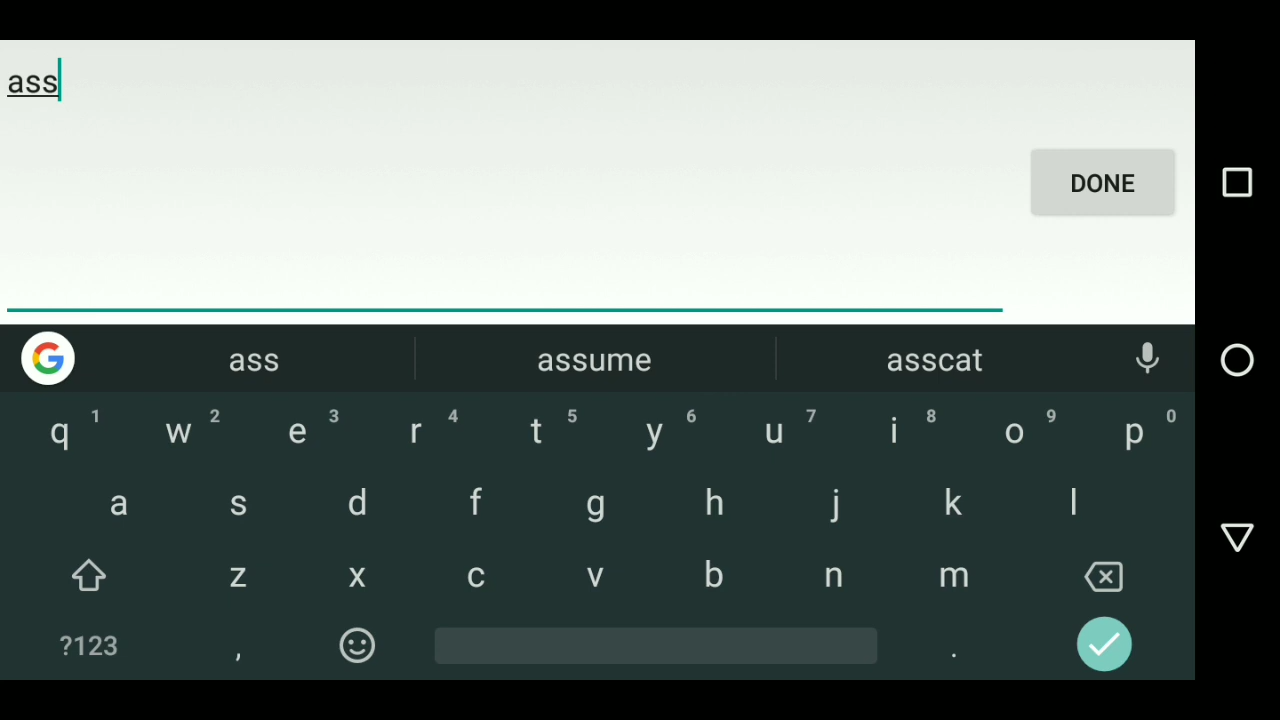 ass
DONE
ass assume asscat
q 1 w 2 e 3 r 4 t 5 y 6 u 7 i 8 o 9 p 0
a s d f g h j k l
z x c v b n m
?123 , .